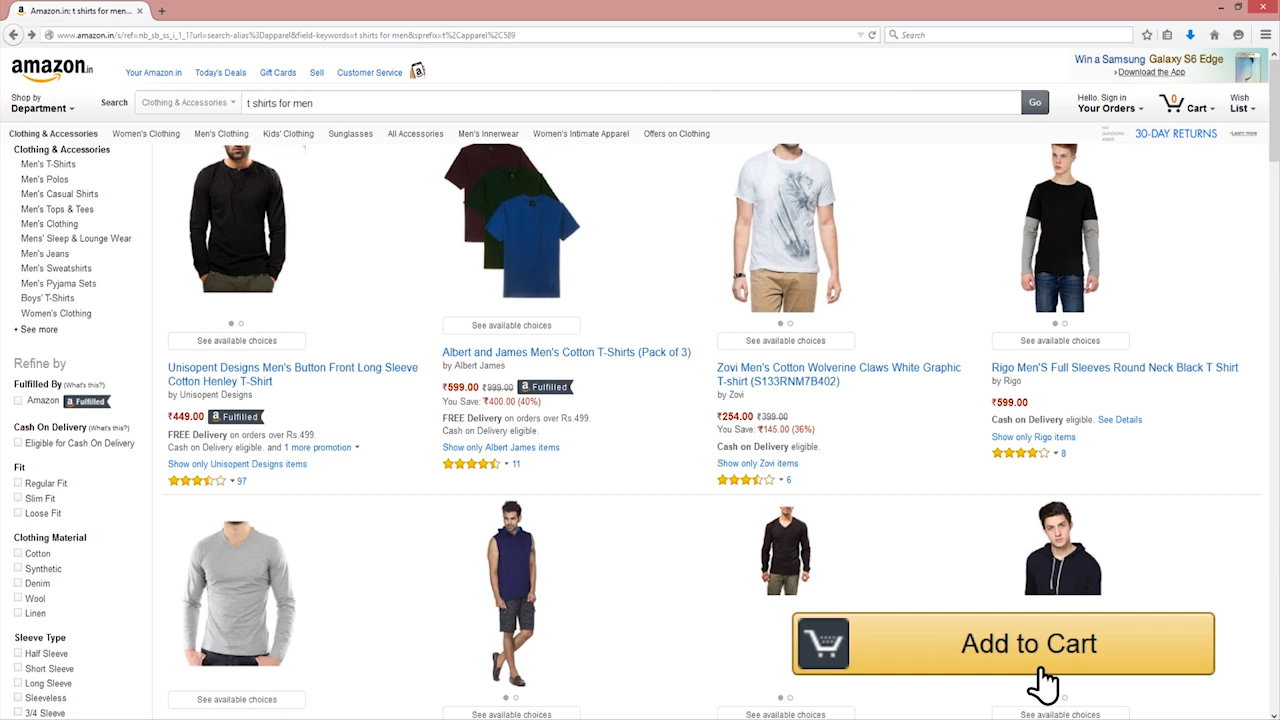 Amazon.in: t shirts for men...
www.amazon.in/s/ref=nb_sb_ss_i_1_1?url=search-alias%3Dapparel&field-keywords=t shirts for men&sprefix=t%2Capparel%2C589
Search
amazon.in
Your Amazon.in Today's Deals Gift Cards Sell Customer Service
Win a Samsung Galaxy S6 Edge
›Download the App
Shop by
Department
Search Clothing & Accessories t shirts for men Go
Hello. Sign in
Your Orders
0
Cart
Wish
List
Clothing & Accessories Women's Clothing Men's Clothing Kids' Clothing Sunglasses All Accessories Men's Innerwear Women's Intimate Apparel Offers on Clothing
30-DAY RETURNS
Learn more
Clothing & Accessories
Men's T-Shirts
Men's Polos
Men's Casual Shirts
Men's Tops & Tees
Men's Clothing
Mens' Sleep & Lounge Wear
Men's Jeans
Men's Sweatshirts
Men's Pyjama Sets
Boys' T-Shirts
Women's Clothing
See more
Refine by
Fulfilled By (What's this?)
Amazon Fulfilled
Cash On Delivery (What's this?)
Eligible for Cash On Delivery
Fit
Regular Fit
Slim Fit
Loose Fit
Clothing Material
Cotton
Synthetic
Denim
Wool
Linen
Sleeve Type
Half Sleeve
Short Sleeve
Long Sleeve
Sleeveless
3/4 Sleeve
See available choices
Unisopent Designs Men's Button Front Long Sleeve
Cotton Henley T-Shirt
by Unisopent Designs
₹449.00 Fulfilled
FREE Delivery on orders over Rs.499.
Cash on Delivery eligible. and 1 more promotion
Show only Unisopent Designs items
97
See available choices
Albert and James Men's Cotton T-Shirts (Pack of 3)
by Albert James
₹599.00 ₹999.00 Fulfilled
You Save: ₹400.00 (40%)
FREE Delivery on orders over Rs.499.
Cash on Delivery eligible.
Show only Albert James items
11
See available choices
Zovi Men's Cotton Wolverine Claws White Graphic
T-shirt (S133RNM7B402)
by Zovi
₹254.00 ₹399.00
You Save: ₹145.00 (36%)
Cash on Delivery eligible.
Show only Zovi items
6
See available choices
Rigo Men'S Full Sleeves Round Neck Black T Shirt
by Rigo
₹599.00
Cash on Delivery eligible. See Details
Show only Rigo items
8
See available choices
See available choices
See available choices
See available choices
Add to Cart